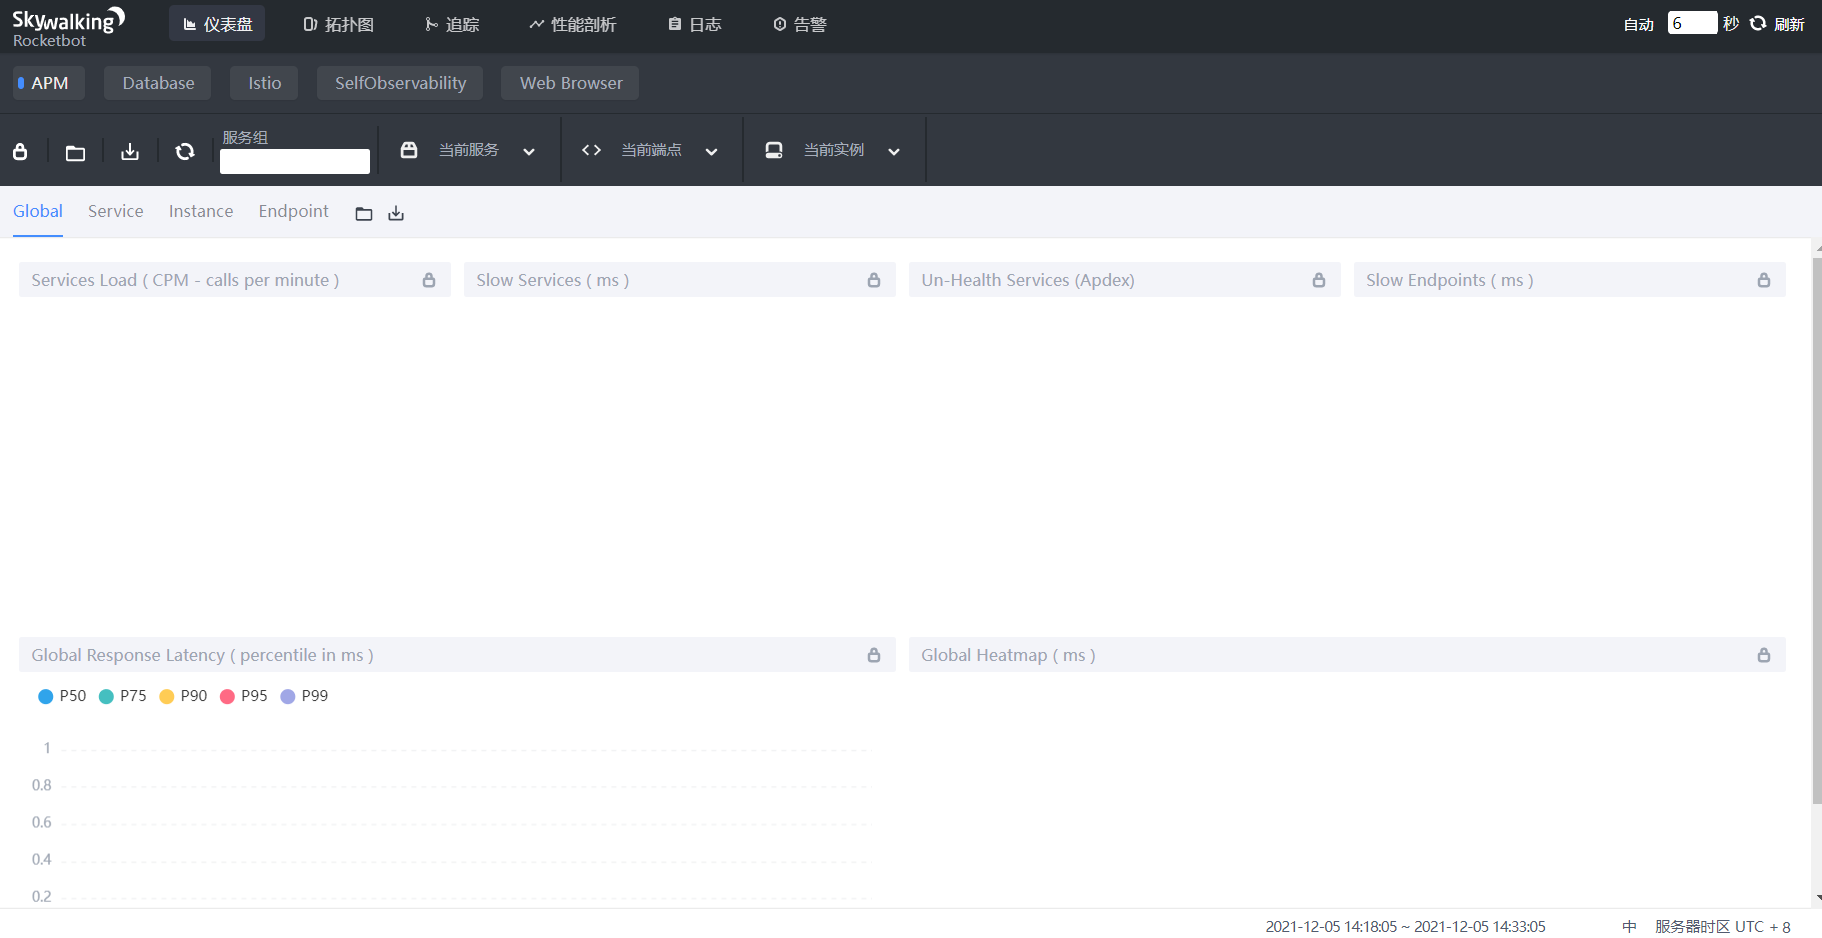 Skywalking
Rocketbot
仪表盘 拓扑图 追踪 性能剖析 日志 告警 自动 6 秒 刷新
APM Database Istio SelfObservability Web Browser
服务组
当前服务 当前端点 当前实例
Global Service Instance Endpoint
Services Load ( CPM - calls per minute ) Slow Services ( ms ) Un-Health Services (Apdex) Slow Endpoints ( ms )
Global Response Latency ( percentile in ms ) Global Heatmap ( ms )
P50 P75 P90 P95 P99
1
0.8
0.6
0.4
0.2
2021-12-05 14:18:05 ~ 2021-12-05 14:33:05 中 服务器时区 UTC + 8